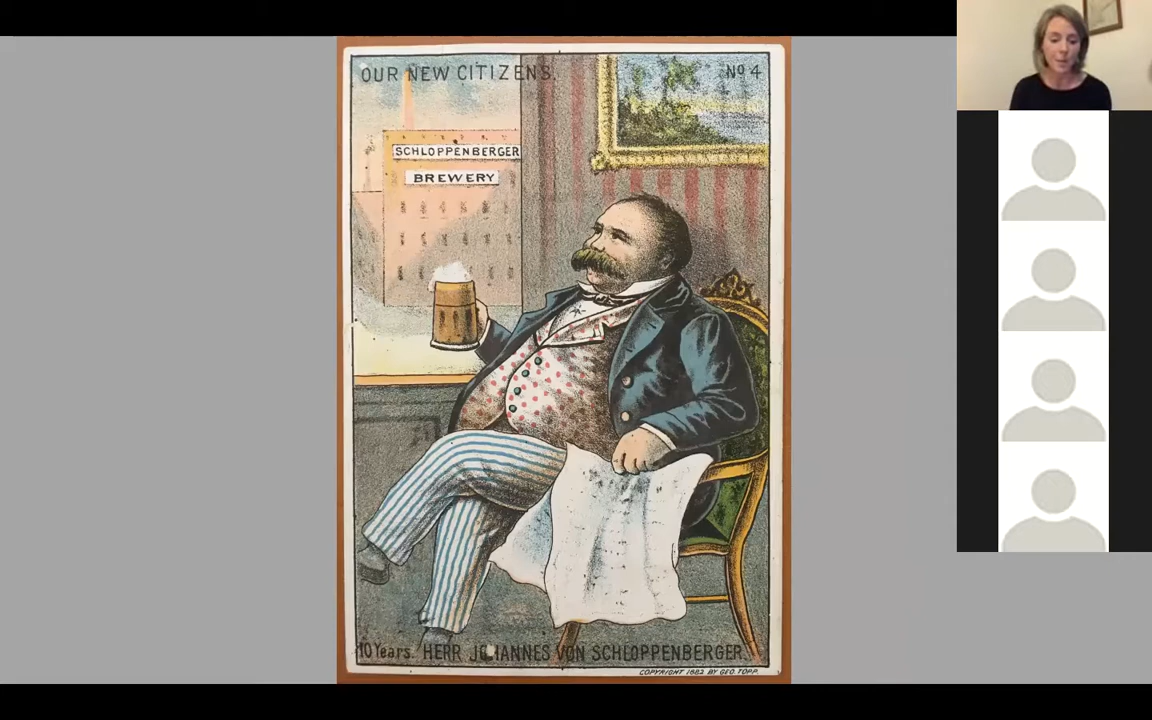 OUR NEW CITIZENS. Nº 4
SCHLOPPENBERGER
BREWERY
10 Years. HERR JOHANNES VON SCHLOPPENBERGER.
COPYRIGHT 1882 BY GEO. TOPP.